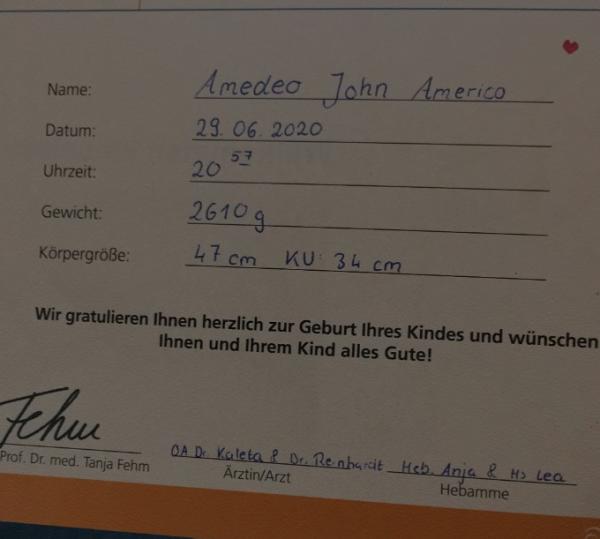 Name: Amedeo John Americo
Datum: 29.06.2020
Uhrzeit: 20 57
Gewicht: 2610 g
Körpergröße: 47 cm KU: 34 cm
Wir gratulieren Ihnen herzlich zur Geburt Ihres Kindes und wünschen
Ihnen und Ihrem Kind alles Gute!
Fehm
Prof. Dr. med. Tanja Fehm
OA Dr. Kaleta & Dr. Reinhardt Heb. Anja & HS Lea
Ärztin/Arzt Hebamme